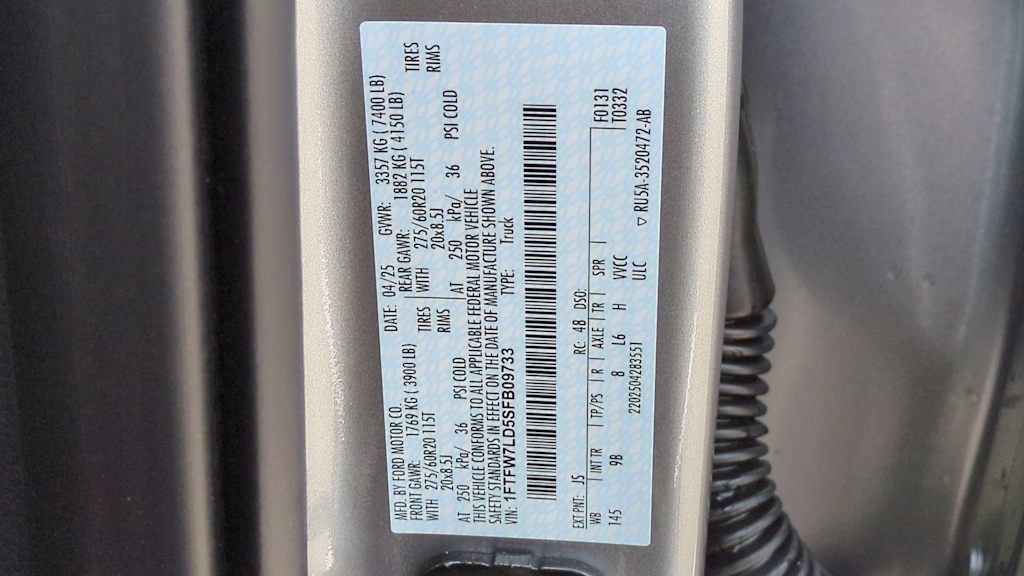 MFD. BY FORD MOTOR CO. DATE: 04/25 GVWR: 3357 KG ( 7400 LB)
FRONT GAWR: 1769 KG ( 3900 LB) REAR GAWR: 1882 KG ( 4150 LB)
WITH 275/60R20 115T TIRES WITH 275/60R20 115T TIRES
20x8.5J RIMS 20x8.5J RIMS
AT 250 kPa/ 36 PSI COLD AT 250 kPa/ 36 PSI COLD
THIS VEHICLE CONFORMS TO ALL APPLICABLE FEDERAL MOTOR VEHICLE
SAFETY STANDARDS IN EFFECT ON THE DATE OF MANUFACTURE SHOWN ABOVE.
VIN: 1FTFW7LD5SFB09733 TYPE: Truck
F0131
T0332
EXT.PNT: JS RC: 48 DSO:
WB INTTR TP/PS R AXLE TR SPR
145 9B 8 L6 H VVCC
ULC
2202504283551 ▽ RU5A-3520472-AB